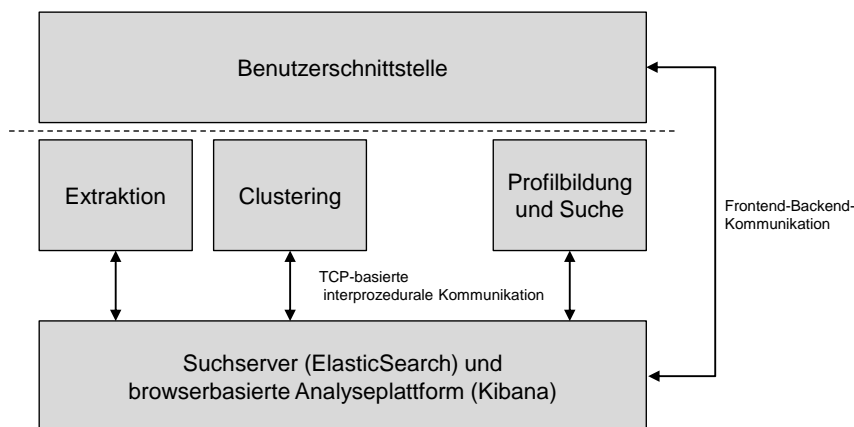 Benutzerschnittstelle
Extraktion
Clustering
Profilbildung
und Suche
Frontend-Backend-
Kommunikation
TCP-basierte
interprozedurale Kommunikation
Suchserver (ElasticSearch) und
browserbasierte Analyseplattform (Kibana)